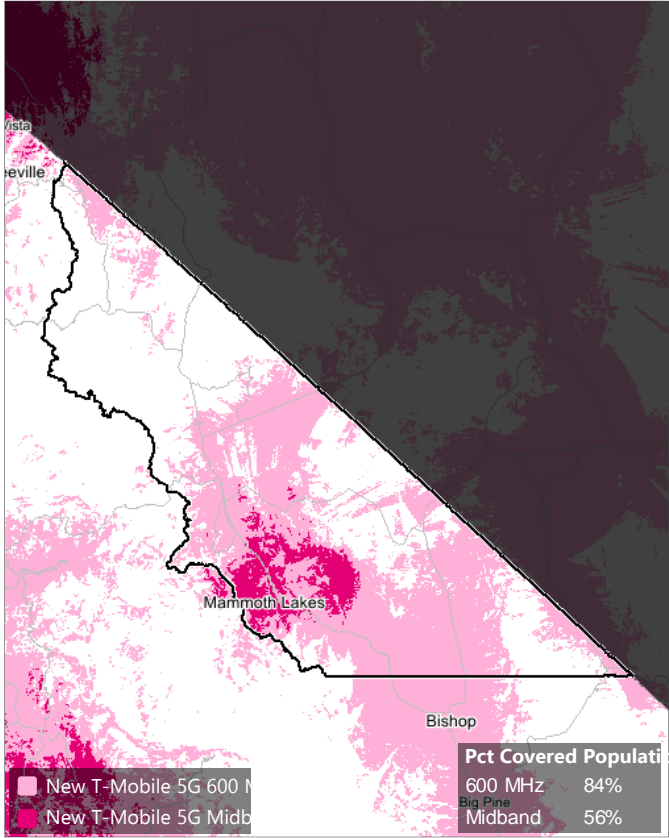 Vista
eeville
Mammoth Lakes
Bishop
Big Pine
New T-Mobile 5G 600 M
New T-Mobile 5G Midb
Pct Covered Populati
600 MHz 84%
Midband 56%